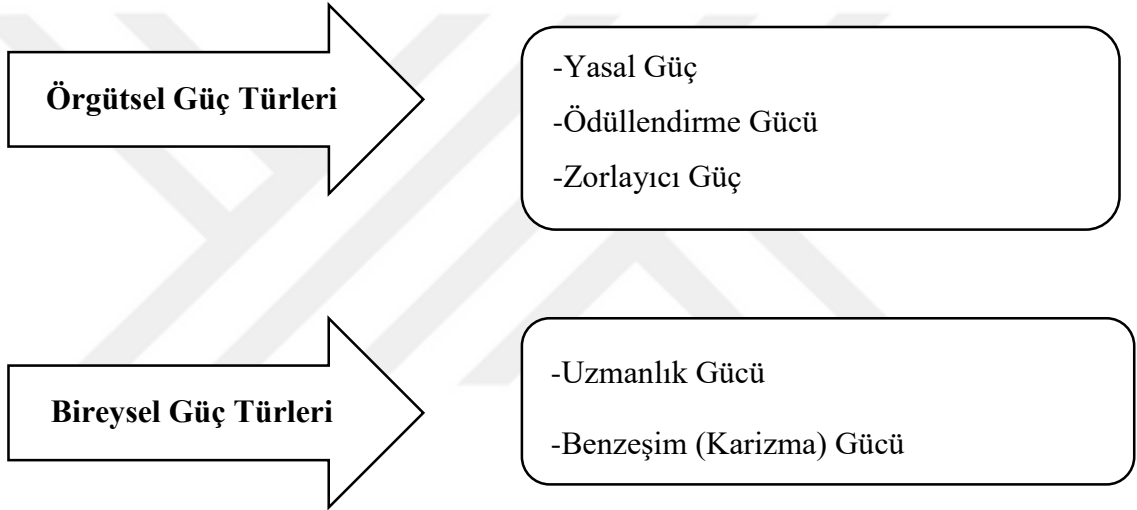 Örgütsel Güç Türleri
-Yasal Güç
-Ödüllendirme Gücü
-Zorlayıcı Güç
Bireysel Güç Türleri
-Uzmanlık Gücü
-Benzeşim (Karizma) Gücü